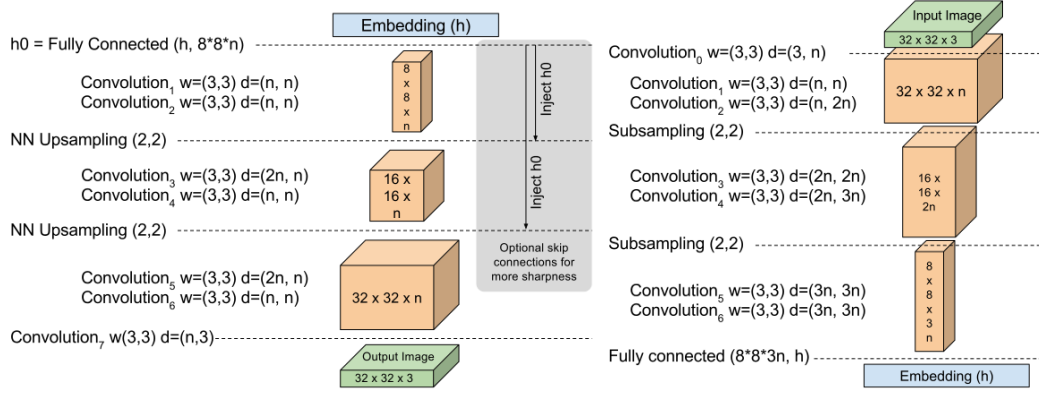 Embedding (h)
h0 = Fully Connected (h, 8*8*n)
8
x
8
x
n
Convolution₁ w=(3,3) d=(n, n)
Convolution₂ w=(3,3) d=(n, n)
Inject h0
NN Upsampling (2,2)
Convolution₃ w=(3,3) d=(2n, n)
Convolution₄ w=(3,3) d=(n, n)
16 x
16 x
n
Inject h0
NN Upsampling (2,2)
Optional skip
connections for
more sharpness
Convolution₅ w=(3,3) d=(2n, n)
Convolution₆ w=(3,3) d=(n, n)
32 x 32 x n
Convolution₇ w(3,3) d=(n,3)
Output Image
32 x 32 x 3
Input Image
32 x 32 x 3
Convolution₀ w=(3,3) d=(3, n)
Convolution₁ w=(3,3) d=(n, n)
Convolution₂ w=(3,3) d=(n, 2n)
32 x 32 x n
Subsampling (2,2)
Convolution₃ w=(3,3) d=(2n, 2n)
Convolution₄ w=(3,3) d=(2n, 3n)
16 x
16 x
2n
Subsampling (2,2)
Convolution₅ w=(3,3) d=(3n, 3n)
Convolution₆ w=(3,3) d=(3n, 3n)
8
x
8
x
3
n
Fully connected (8*8*3n, h)
Embedding (h)